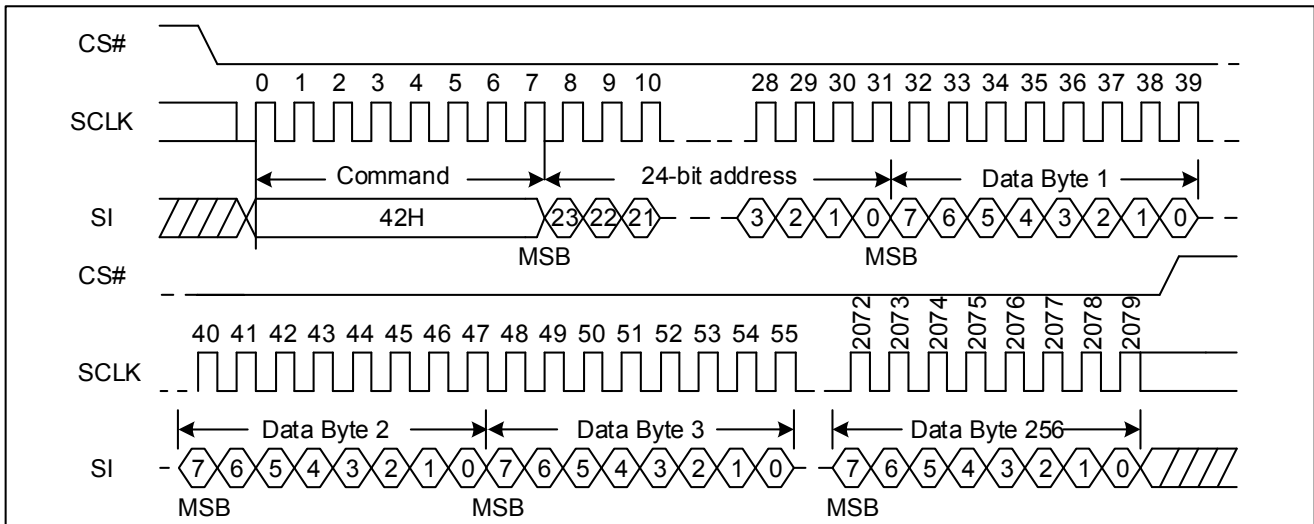 CS#
0 1 2 3 4 5 6 7 8 9 10 28 29 30 31 32 33 34 35 36 37 38 39
SCLK
Command 24-bit address Data Byte 1
SI 42H 23 22 21 3 2 1 0 7 6 5 4 3 2 1 0
MSB MSB
CS#
2072 2073 2074 2075 2076 2077 2078 2079
40 41 42 43 44 45 46 47 48 49 50 51 52 53 54 55
SCLK
Data Byte 2 Data Byte 3 Data Byte 256
SI 7 6 5 4 3 2 1 0 7 6 5 4 3 2 1 0 7 6 5 4 3 2 1 0
MSB MSB MSB